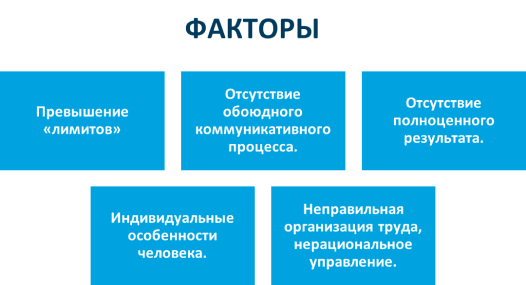 ФАКТОРЫ
Превышение
«лимитов»
Отсутствие
обоюдного
коммуникативного
процесса.
Отсутствие
полноценного
результата.
Индивидуальные
особенности
человека.
Неправильная
организация труда,
нерациональное
управление.